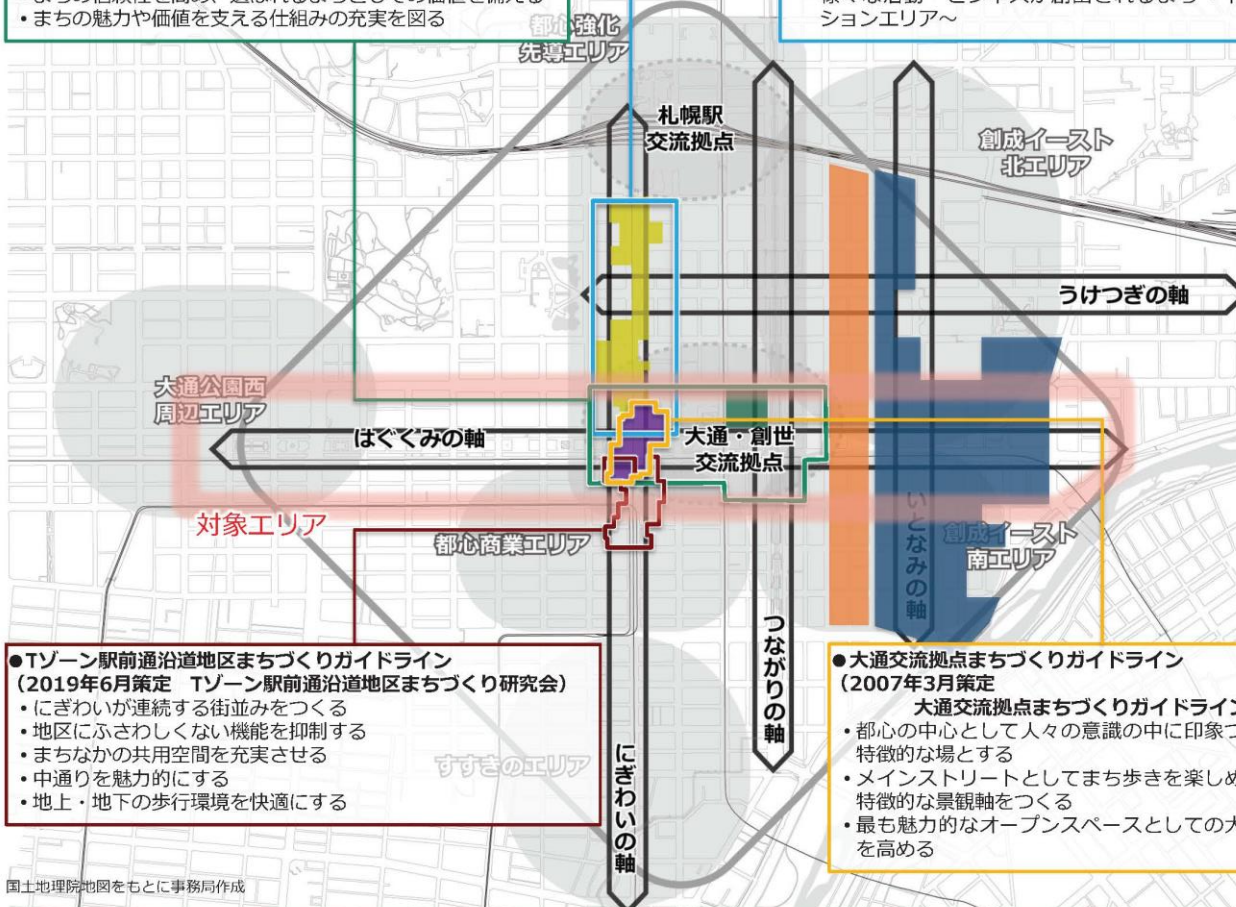 ・まちの魅力や価値を支える仕組みの充実を図る
ションエリア～
都心強化
先導エリア
札幌駅
交流拠点
創成イースト
北エリア
うけつぎの軸
大通公園西
周辺エリア
はぐくみの軸
大通・創世
交流拠点
対象エリア
都心商業エリア
いとなみの軸
創成イースト
南エリア
つながりの軸
すすきのエリア
にぎわいの軸
●Tゾーン駅前通沿道地区まちづくりガイドライン
（2019年6月策定　Tゾーン駅前通沿道地区まちづくり研究会）
・にぎわいが連続する街並みをつくる
・地区にふさわしくない機能を抑制する
・まちなかの共用空間を充実させる
・中通りを魅力的にする
・地上・地下の歩行環境を快適にする
●大通交流拠点まちづくりガイドライン
（2007年3月策定
大通交流拠点まちづくりガイドライン
・都心の中心として人々の意識の中に印象づ
特徴的な場とする
・メインストリートとしてまち歩きを楽しめ
特徴的な景観軸をつくる
・最も魅力的なオープンスペースとしての大
を高める
国土地理院地図をもとに事務局作成